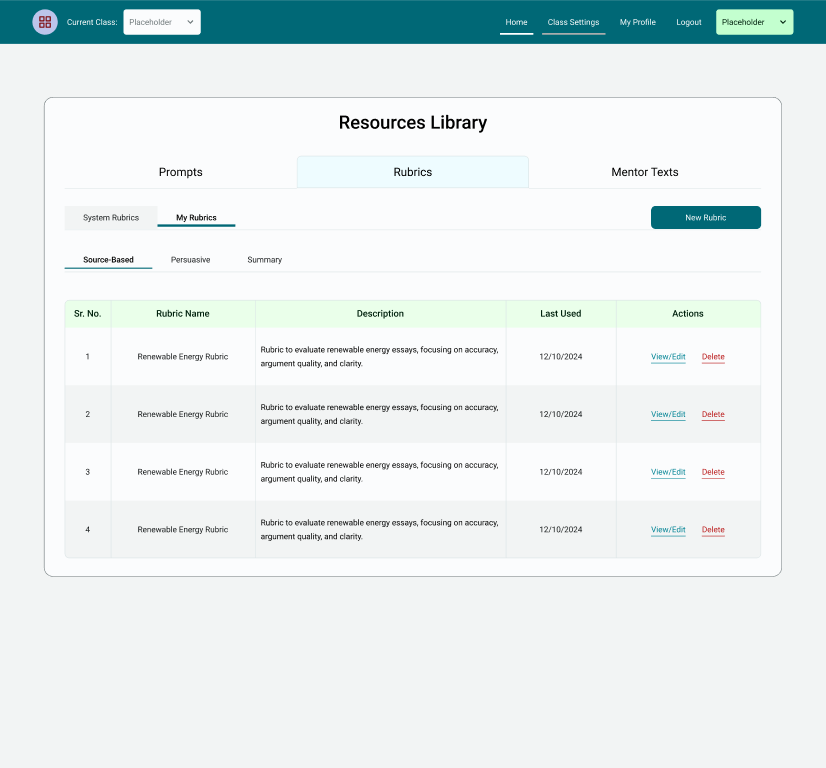 Current Class: Placeholder Home Class Settings My Profile Logout Placeholder
Resources Library
Prompts Rubrics Mentor Texts
System Rubrics My Rubrics New Rubric
Source-Based Persuasive Summary
Sr. No. Rubric Name Description Last Used Actions
1 Renewable Energy Rubric Rubric to evaluate renewable energy essays, focusing on accuracy, argument quality, and clarity. 12/10/2024 View/Edit Delete
2 Renewable Energy Rubric Rubric to evaluate renewable energy essays, focusing on accuracy, argument quality, and clarity. 12/10/2024 View/Edit Delete
3 Renewable Energy Rubric Rubric to evaluate renewable energy essays, focusing on accuracy, argument quality, and clarity. 12/10/2024 View/Edit Delete
4 Renewable Energy Rubric Rubric to evaluate renewable energy essays, focusing on accuracy, argument quality, and clarity. 12/10/2024 View/Edit Delete